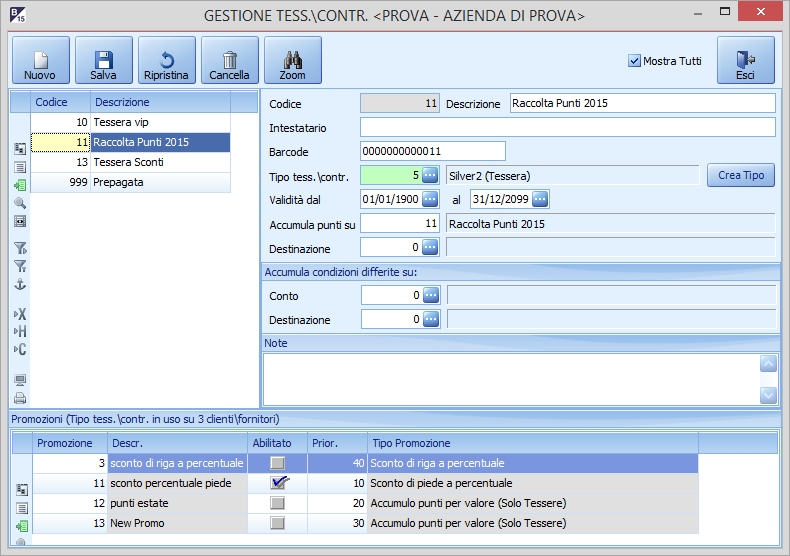 B 15 GESTIONE TESS.\CONTR. <PROVA - AZIENDA DI PROVA>
Nuovo Salva Ripristina Cancella Zoom Mostra Tutti Esci
Codice Descrizione
10 Tessera vip
11 Raccolta Punti 2015
13 Tessera Sconti
999 Prepagata
Codice 11 Descrizione Raccolta Punti 2015
Intestatario
Barcode 0000000000011
Tipo tess.\contr. 5 Silver2 (Tessera) Crea Tipo
Validità dal 01/01/1900 al 31/12/2099
Accumula punti su 11 Raccolta Punti 2015
Destinazione 0
Accumula condizioni differite su:
Conto 0
Destinazione 0
Note
X
H
C
Promozioni (Tipo tess.\contr. in uso su 3 clienti\fornitori)
Promozione Descr. Abilitato Prior. Tipo Promozione
3 sconto di riga a percentuale 40 Sconto di riga a percentuale
11 sconto percentuale piede 10 Sconto di piede a percentuale
12 punti estate 20 Accumulo punti per valore (Solo Tessere)
13 New Promo 30 Accumulo punti per valore (Solo Tessere)